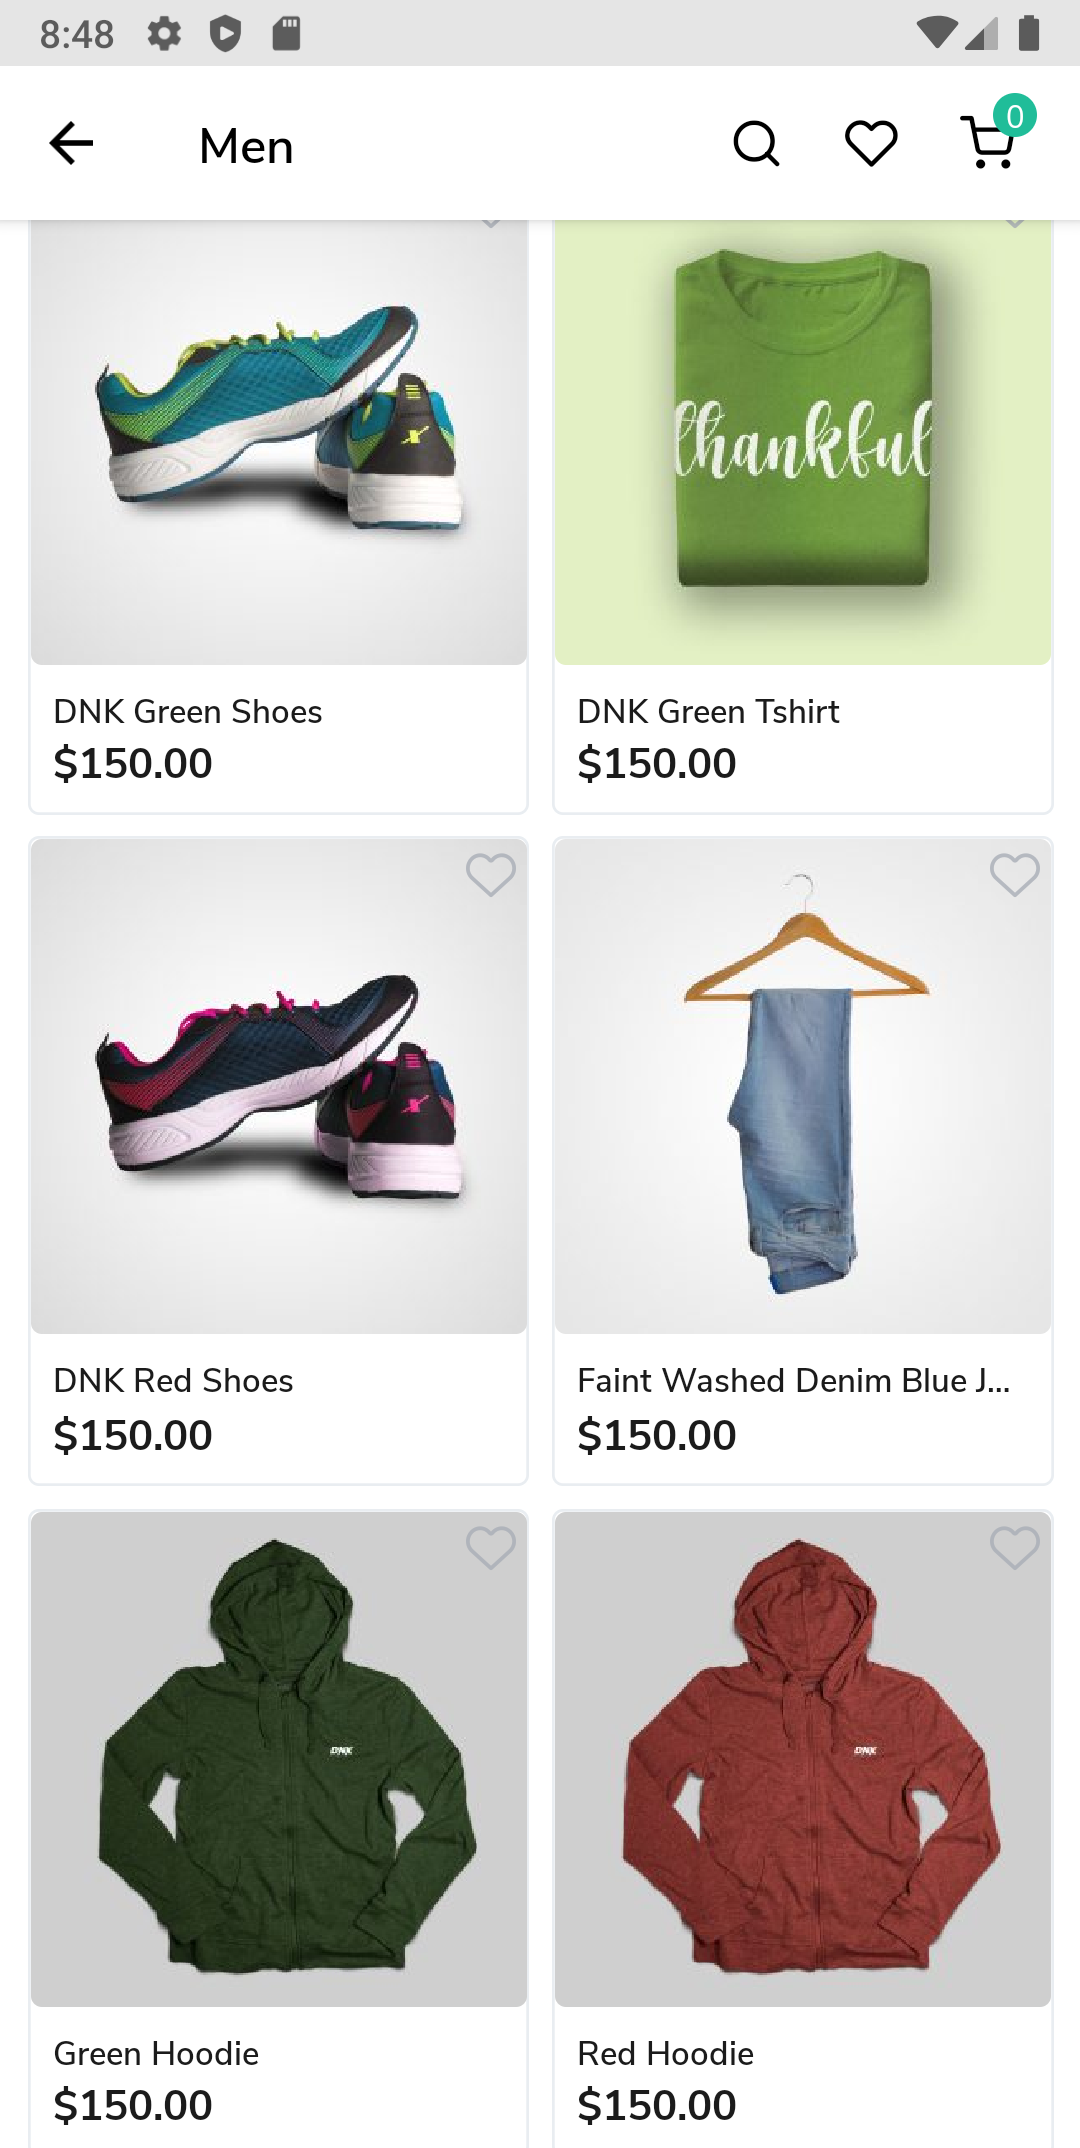 8:48
Men
0
thankful
DNK Green Shoes
$150.00
DNK Green Tshirt
$150.00
DNK Red Shoes
$150.00
Faint Washed Denim Blue J...
$150.00
DNK
DNK
Green Hoodie
$150.00
Red Hoodie
$150.00